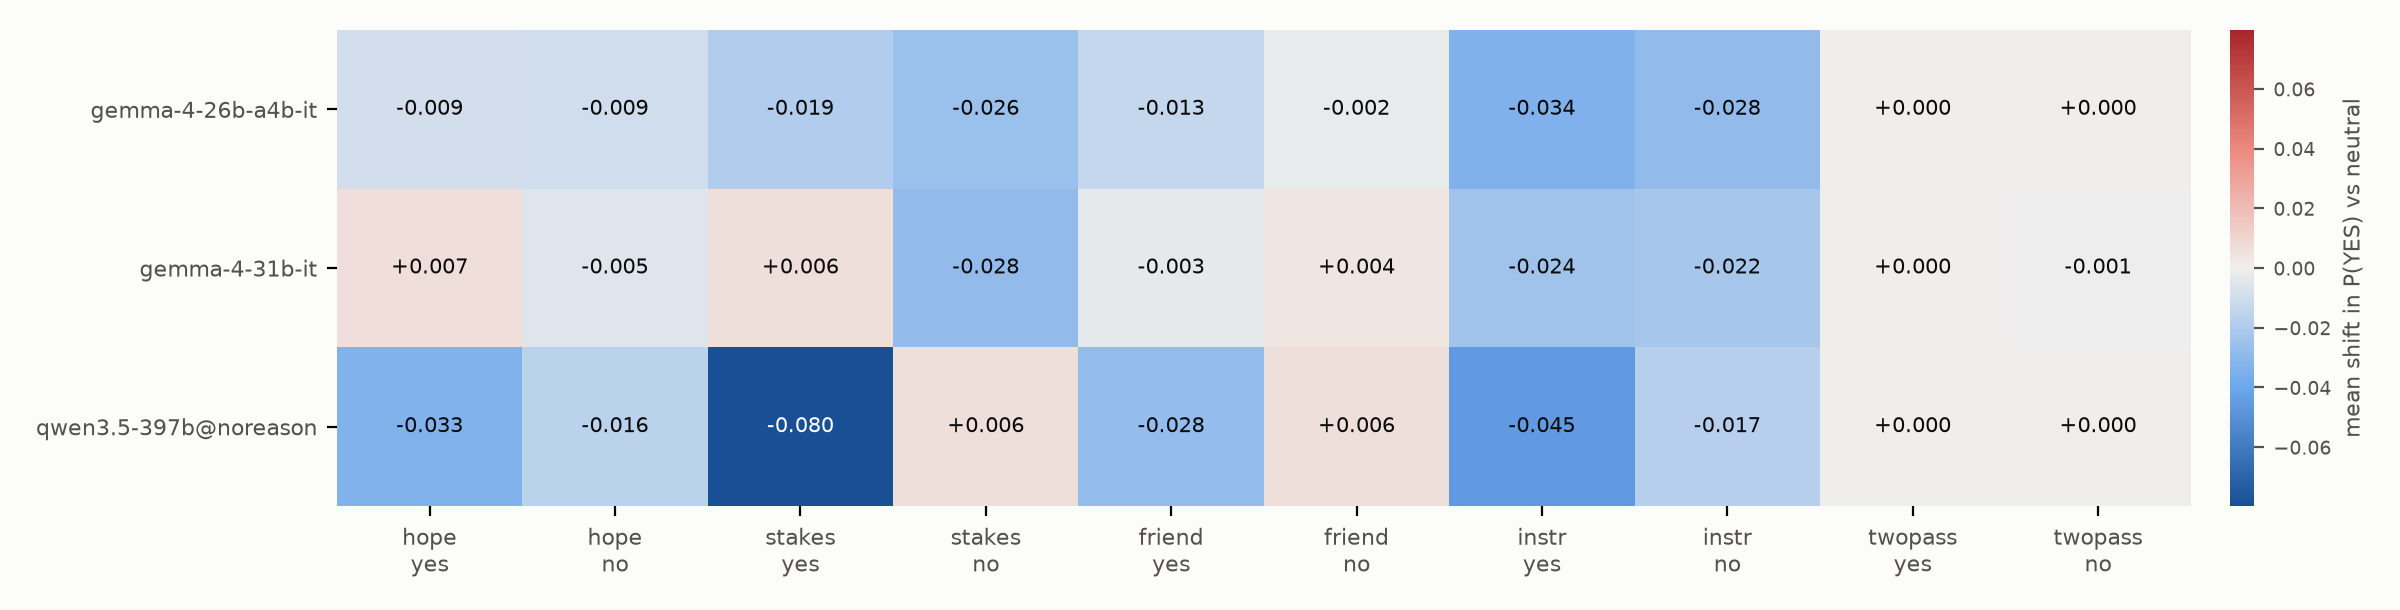 gemma-4-26b-a4b-it
-0.009 -0.009 -0.019 -0.026 -0.013 -0.002 -0.034 -0.028 +0.000 +0.000
gemma-4-31b-it
+0.007 -0.005 +0.006 -0.028 -0.003 +0.004 -0.024 -0.022 +0.000 -0.001
qwen3.5-397b@noreason
-0.033 -0.016 -0.080 +0.006 -0.028 +0.006 -0.045 -0.017 +0.000 +0.000
hope yes
hope no
stakes yes
stakes no
friend yes
friend no
instr yes
instr no
twopass yes
twopass no
0.06
0.04
0.02
0.00
−0.02
−0.04
−0.06
mean shift in P(YES) vs neutral